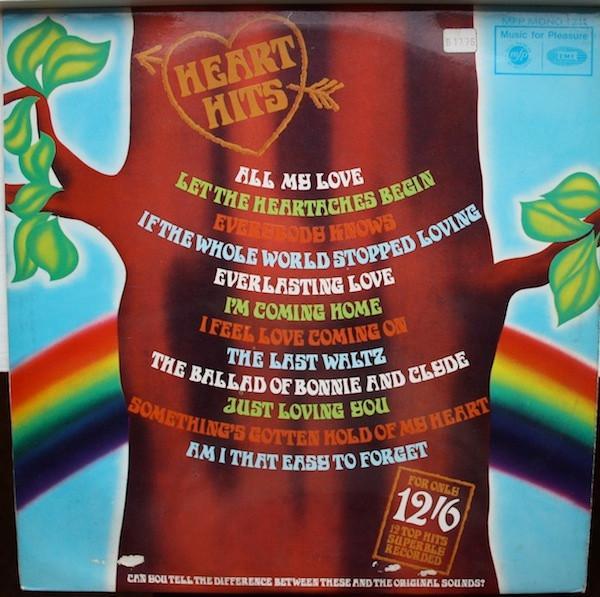 MFP MONO 1211
Music for Pleasure
mfp EMI
HEART
HITS
ALL MY LOVE
LET THE HEARTACHES BEGIN
EVERYBODY KNOWS
IF THE WHOLE WORLD STOPPED LOVING
EVERLASTING LOVE
I'M COMING HOME
I FEEL LOVE COMING ON
THE LAST WALTZ
THE BALLAD OF BONNIE AND CLYDE
JUST LOVING YOU
SOMETHING'S GOTTEN HOLD OF MY HEART
AM I THAT EASY TO FORGET
FOR ONLY
12/6
12 TOP HITS
SUPERBLY
RECORDED
CAN YOU TELL THE DIFFERENCE BETWEEN THESE AND THE ORIGINAL SOUNDS?